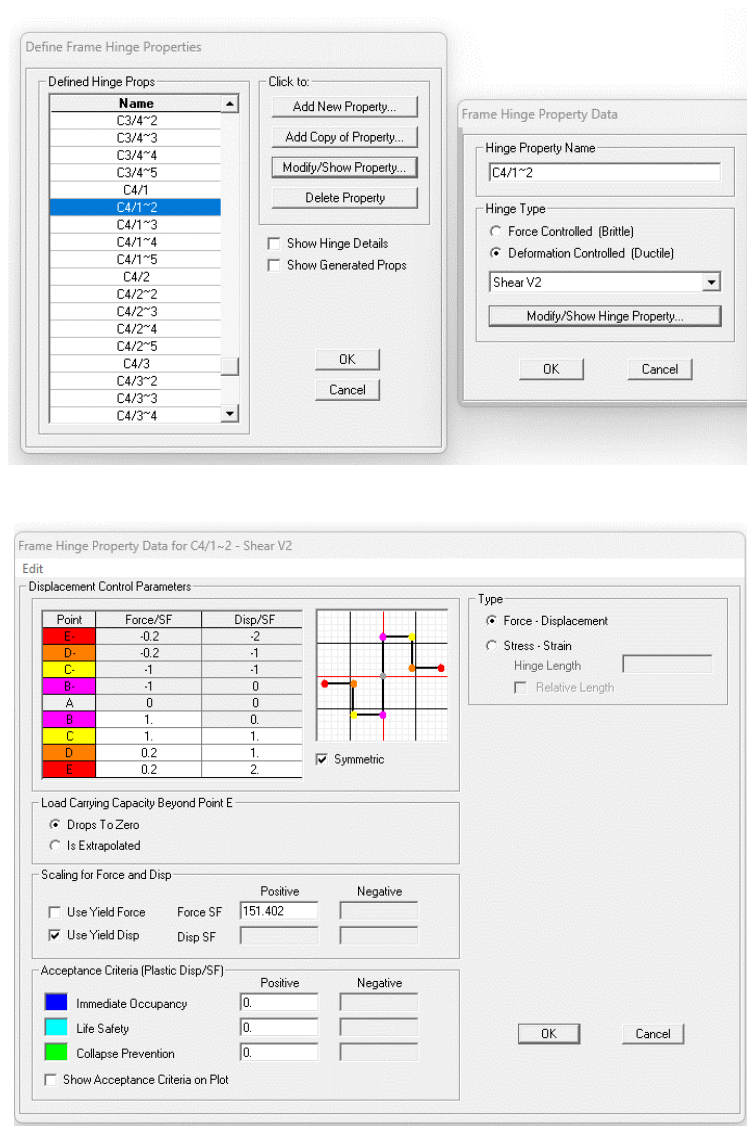 Define Frame Hinge Properties
Defined Hinge Props
Name
C3/4~2
C3/4~3
C3/4~4
C3/4~5
C4/1
C4/1~2
C4/1~3
C4/1~4
C4/1~5
C4/2
C4/2~2
C4/2~3
C4/2~4
C4/2~5
C4/3
C4/3~2
C4/3~3
C4/3~4
Click to:
Add New Property...
Add Copy of Property...
Modify/Show Property...
Delete Property
Show Hinge Details
Show Generated Props
OK
Cancel
Frame Hinge Property Data
Hinge Property Name
C4/1~2
Hinge Type
Force Controlled (Brittle)
Deformation Controlled (Ductile)
Shear V2
Modify/Show Hinge Property...
OK Cancel
Frame Hinge Property Data for C4/1~2 - Shear V2
Edit
Displacement Control Parameters
Point Force/SF Disp/SF
E- -0.2 -2
D- -0.2 -1
C- -1 -1
B- -1 0
A 0 0
B 1. 0.
C 1. 1.
D 0.2 1.
E 0.2 2.
Symmetric
Load Carrying Capacity Beyond Point E
Drops To Zero
Is Extrapolated
Scaling for Force and Disp
Positive Negative
Use Yield Force Force SF 151.402
Use Yield Disp Disp SF
Acceptance Criteria (Plastic Disp/SF)
Positive Negative
Immediate Occupancy 0.
Life Safety 0.
Collapse Prevention 0.
Show Acceptance Criteria on Plot
Type
Force - Displacement
Stress - Strain
Hinge Length
Relative Length
OK Cancel